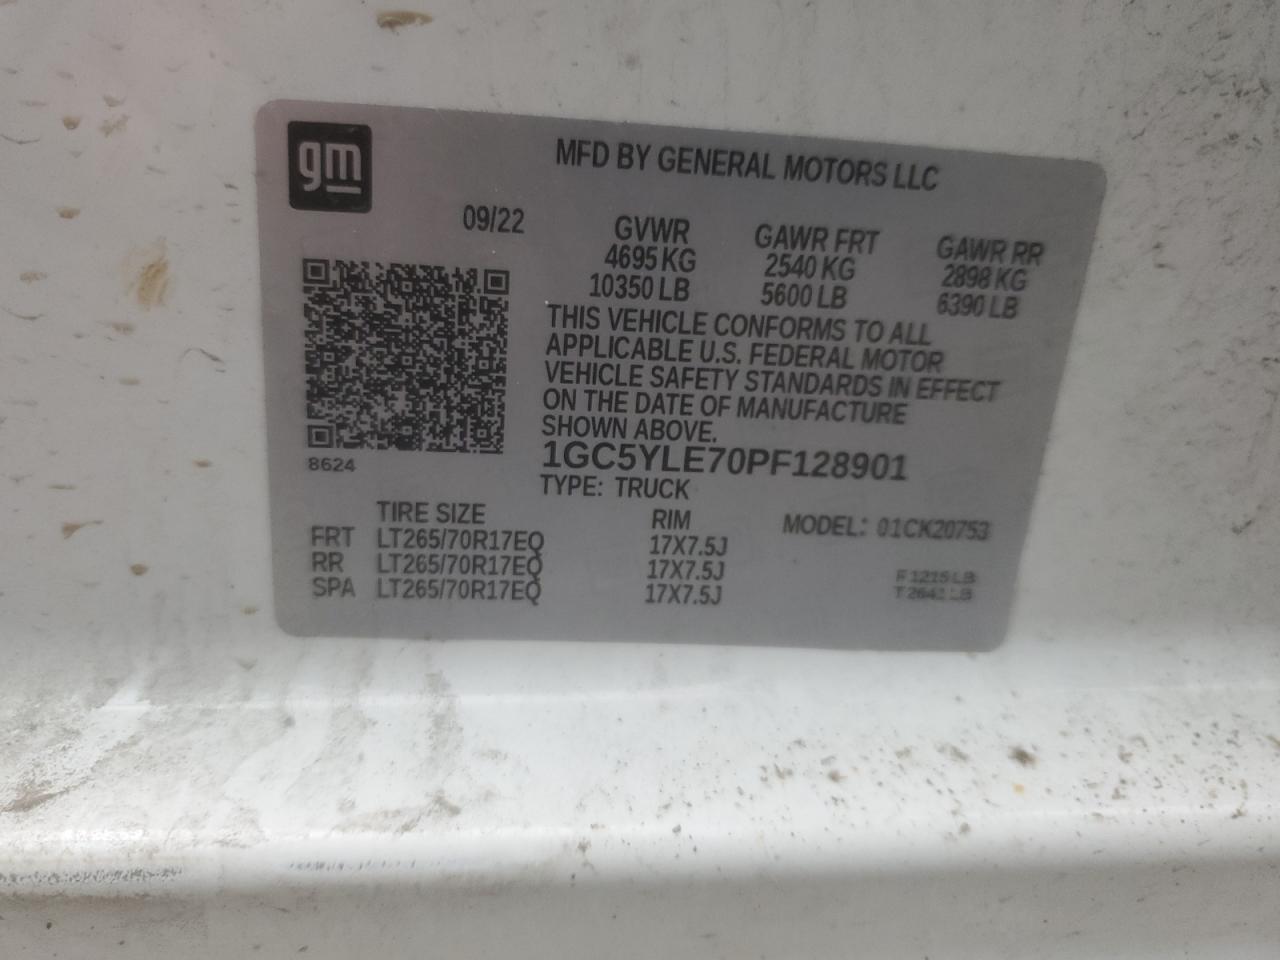 gm
MFD BY GENERAL MOTORS LLC
09/22
GVWR GAWR FRT GAWR RR
4695 KG 2540 KG 2898 KG
10350 LB 5600 LB 6390 LB
THIS VEHICLE CONFORMS TO ALL
APPLICABLE U.S. FEDERAL MOTOR
VEHICLE SAFETY STANDARDS IN EFFECT
ON THE DATE OF MANUFACTURE
SHOWN ABOVE.
8624
1GC5YLE70PF128901
TYPE: TRUCK
TIRE SIZE RIM MODEL: 01CK20753
FRT LT265/70R17EQ 17X7.5J
RR LT265/70R17EQ 17X7.5J
SPA LT265/70R17EQ 17X7.5J
F 1215 LB
T 2641 LB